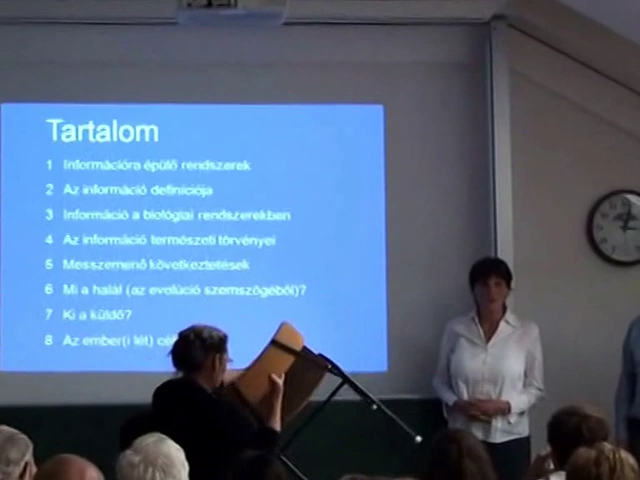 Tartalom
1 Információra épülő rendszerek
2 Az információ definíciója
3 Információ a biológiai rendszerekben
4 Az információ természeti törvényei
5 Messzemenő következtetések
6 Mi a halál (az evolúció szemszögéből)?
7 Ki a küldő?
8 Az ember(i lét)